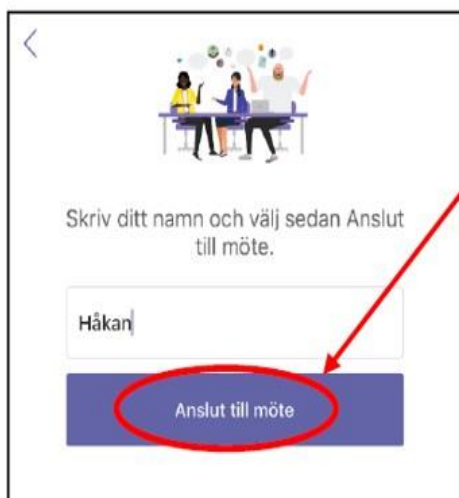 Skriv ditt namn och välj sedan Anslut
till möte.
Håkan
Anslut till möte